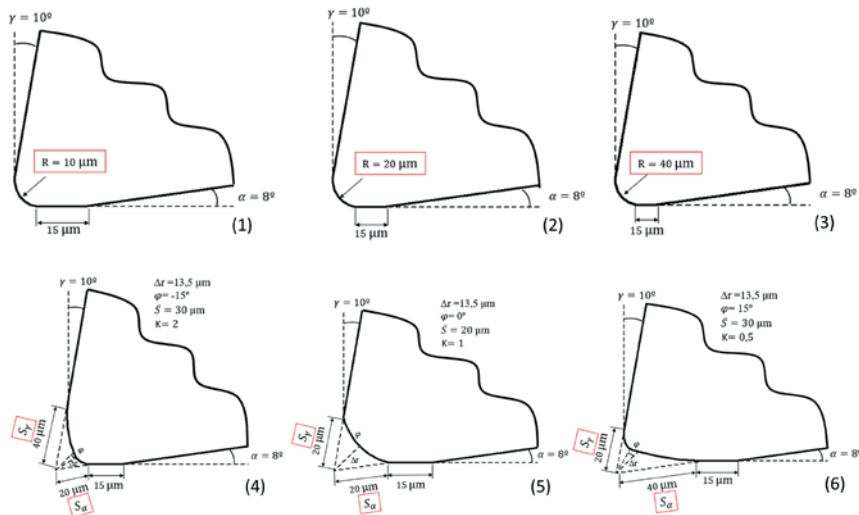 γ = 10º
R = 10 μm
α = 8º
15 μm
(1)
γ = 10º
R = 20 μm
α = 8º
15 μm
(2)
γ = 10º
R = 40 μm
α = 8º
15 μm
(3)
γ = 10º
Δr =13,5 μm
φ= -15°
S̄ = 30 μm
K= 2
Sγ
40 μm
φ
Δr
α = 8º
20 μm
15 μm
Sα
(4)
γ = 10º
Δr =13,5 μm
φ= 0°
S̄ = 20 μm
K= 1
Sγ
20 μm
φ
Δr
α = 8º
20 μm
15 μm
Sα
(5)
γ = 10º
Δr =13,5 μm
φ= 15°
S̄ = 30 μm
K= 0,5
Sγ
20 μm
φ
Δr
α = 8º
40 μm
15 μm
Sα
(6)